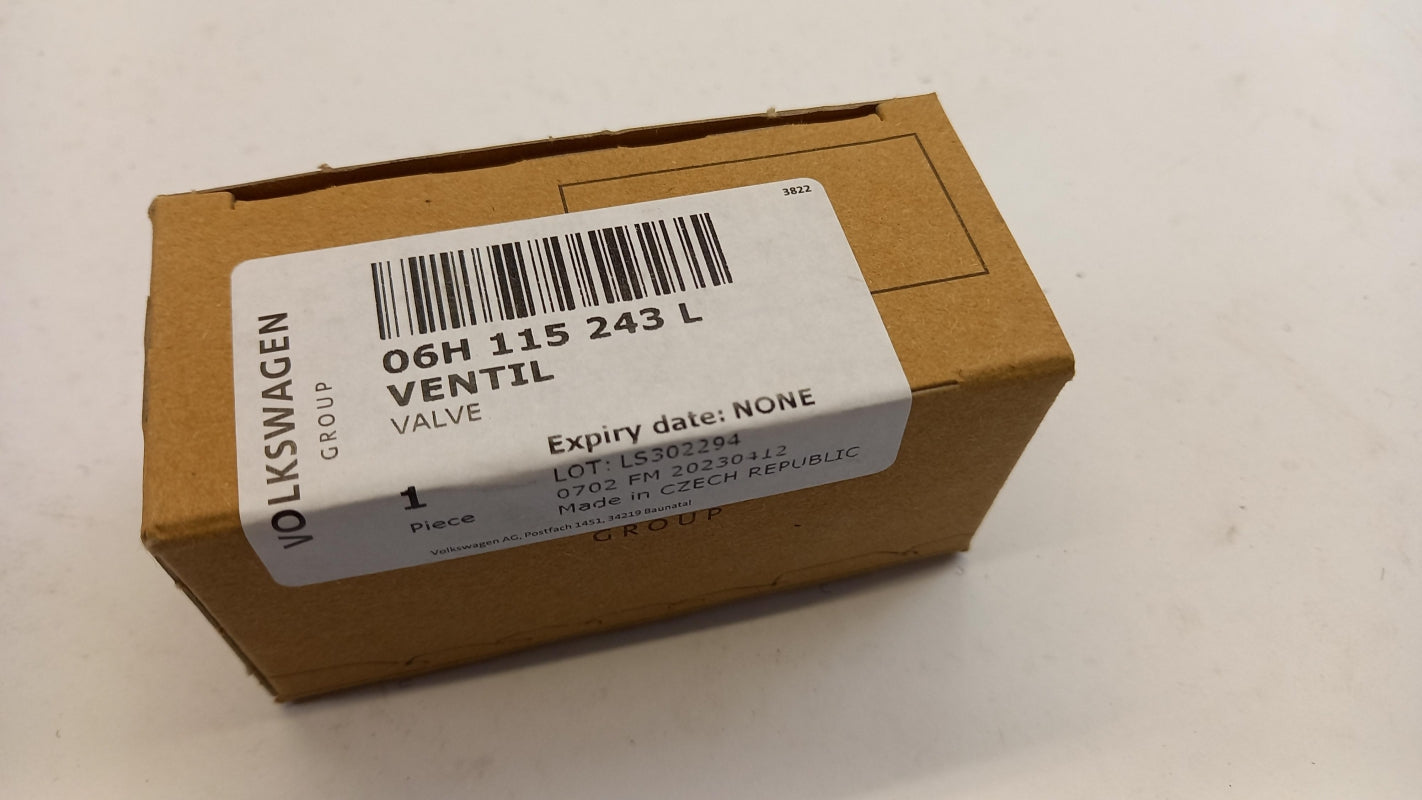 3822
VOLKSWAGEN
GROUP
06H 115 243 L
VENTIL
VALVE
Expiry date: NONE
LOT: LS302294
0702 FM 20230412
Made in CZECH REPUBLIC
1
Piece
Volkswagen AG, Postfach 1451, 34219 Baunatal
GROUP